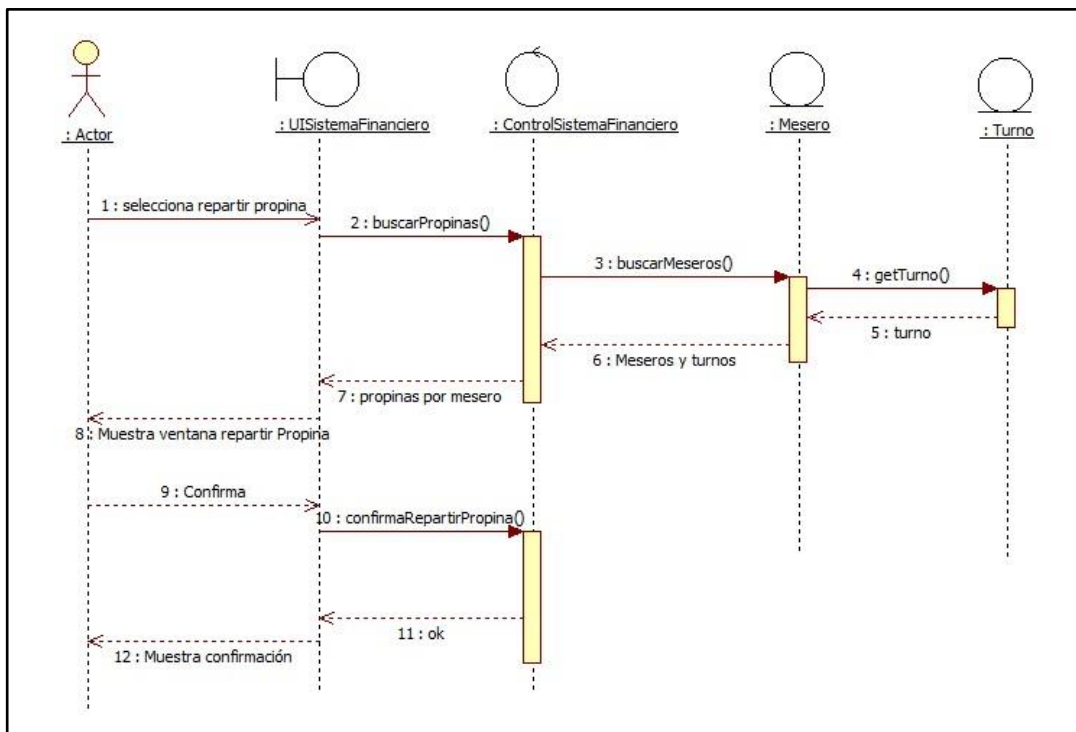 : Actor
: UISistemaFinanciero
: ControlSistemaFinanciero
: Mesero
: Turno
1 : selecciona repartir propina
2 : buscarPropinas()
3 : buscarMeseros()
4 : getTurno()
5 : turno
6 : Meseros y turnos
7 : propinas por mesero
8 : Muestra ventana repartir Propina
9 : Confirma
10 : confirmaRepartirPropina()
11 : ok
12 : Muestra confirmación